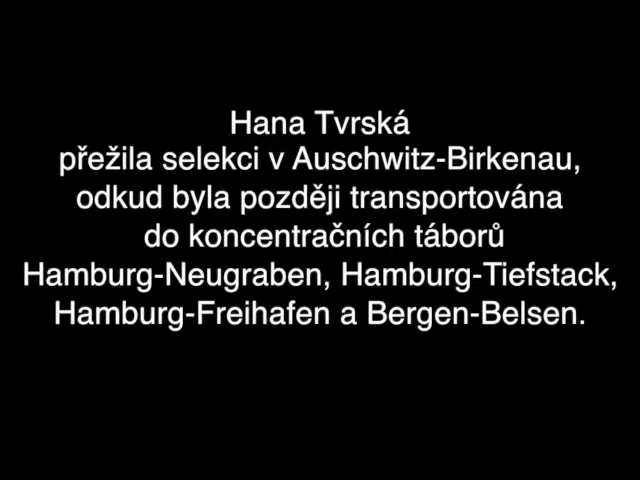 Hana Tvrská
přežila selekci v Auschwitz-Birkenau,
odkud byla později transportována
do koncentračních táborů
Hamburg-Neugraben, Hamburg-Tiefstack,
Hamburg-Freihafen a Bergen-Belsen.